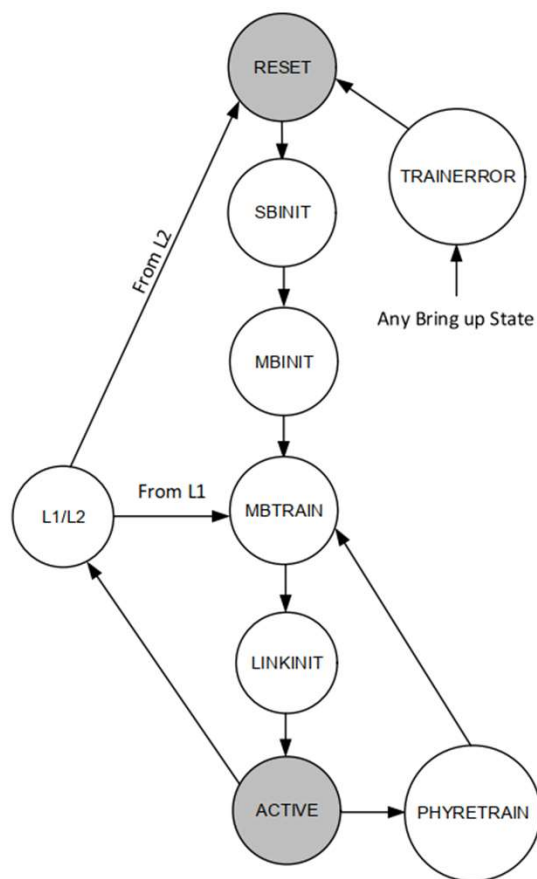 RESET
TRAINERROR
SBINIT
From L2
Any Bring up State
MBINIT
From L1
L1/L2
MBTRAIN
LINKINIT
ACTIVE
PHYRETRAIN